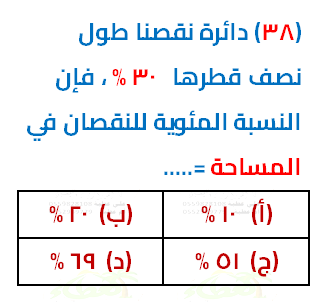 (٣٨) دائرة نقصنا طول
نصف قطرها ٣٠ % ، فإن
النسبة المئوية للنقصان في
المساحة =.....
(أ) ١٠ % (ب) ٢٠ %
(ج) ٥١ % (د) ٦٩ %